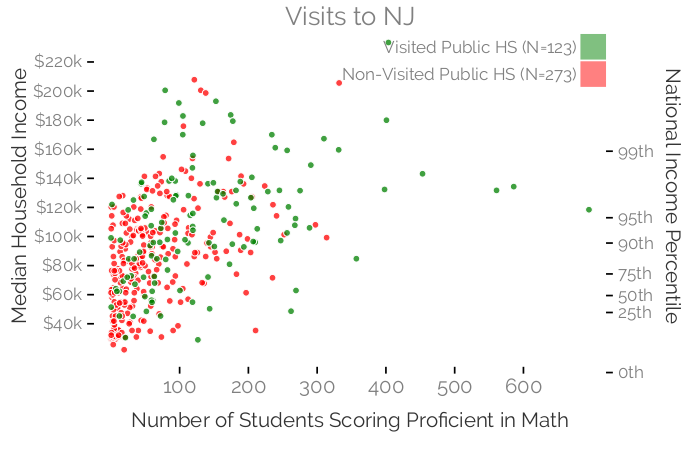 Visits to NJ
Visited Public HS (N=123)
Non-Visited Public HS (N=273)
Median Household Income
$220k
$200k
$180k
$160k
$140k
$120k
$100k
$80k
$60k
$40k
National Income Percentile
99th
95th
90th
75th
50th
25th
0th
100 200 300 400 500 600
Number of Students Scoring Proficient in Math